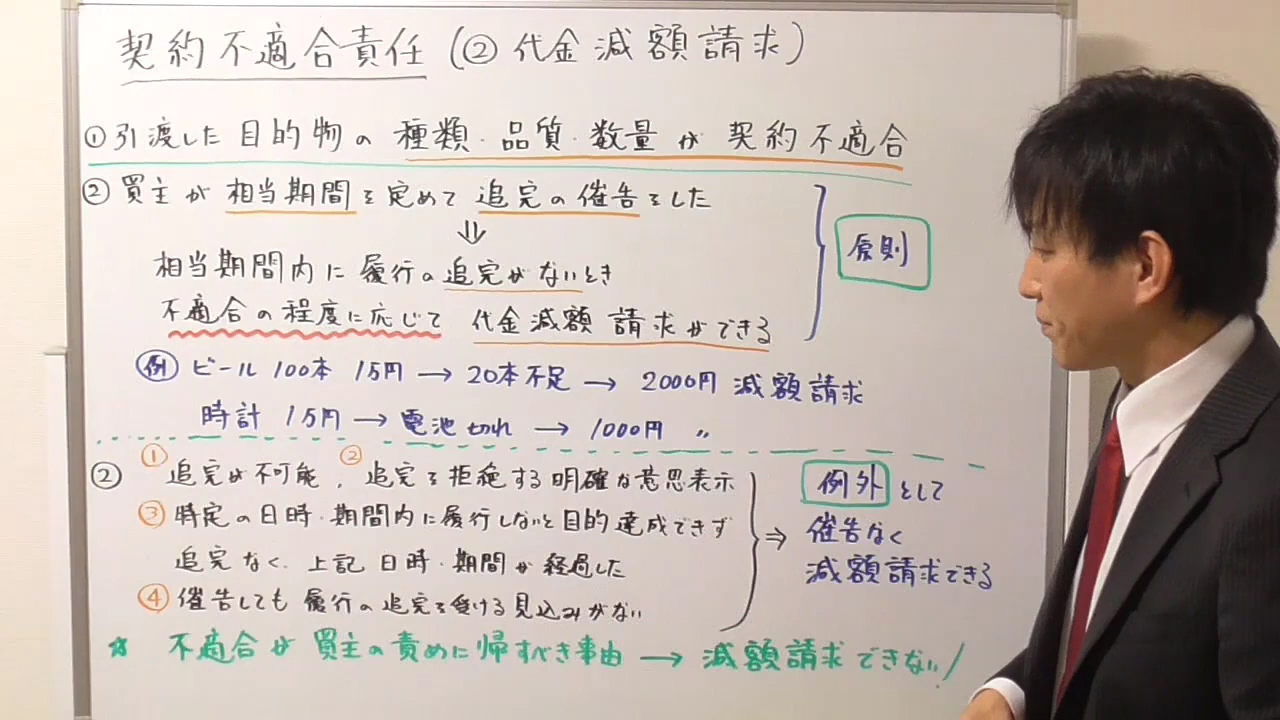 契約不適合責任(② 代金減額請求)
①引渡した目的物の 種類・品質・数量が 契約不適合
②買主が 相当期間を定めて 追完の催告をした
⇓
相当期間内に 履行の追完がないとき
不適合の程度に応じて 代金減額 請求ができる
原則
例 ビール 100本 1万円 → 20本不足 → 2000円 減額請求
時計 1万円 → 電池切れ → 1000円 〃
② ①追完が不可能, ②追完を拒絶する明確な意思表示
③特定の日時・期間内に履行しないと目的達成できず
追完なく、上記 日時・期間が経過した
④催告しても 履行の追完を受ける見込みがない
⇒ 例外として
催告なく
減額請求できる
☆ 不適合が 買主の責めに帰すべき事由 → 減額請求できない!